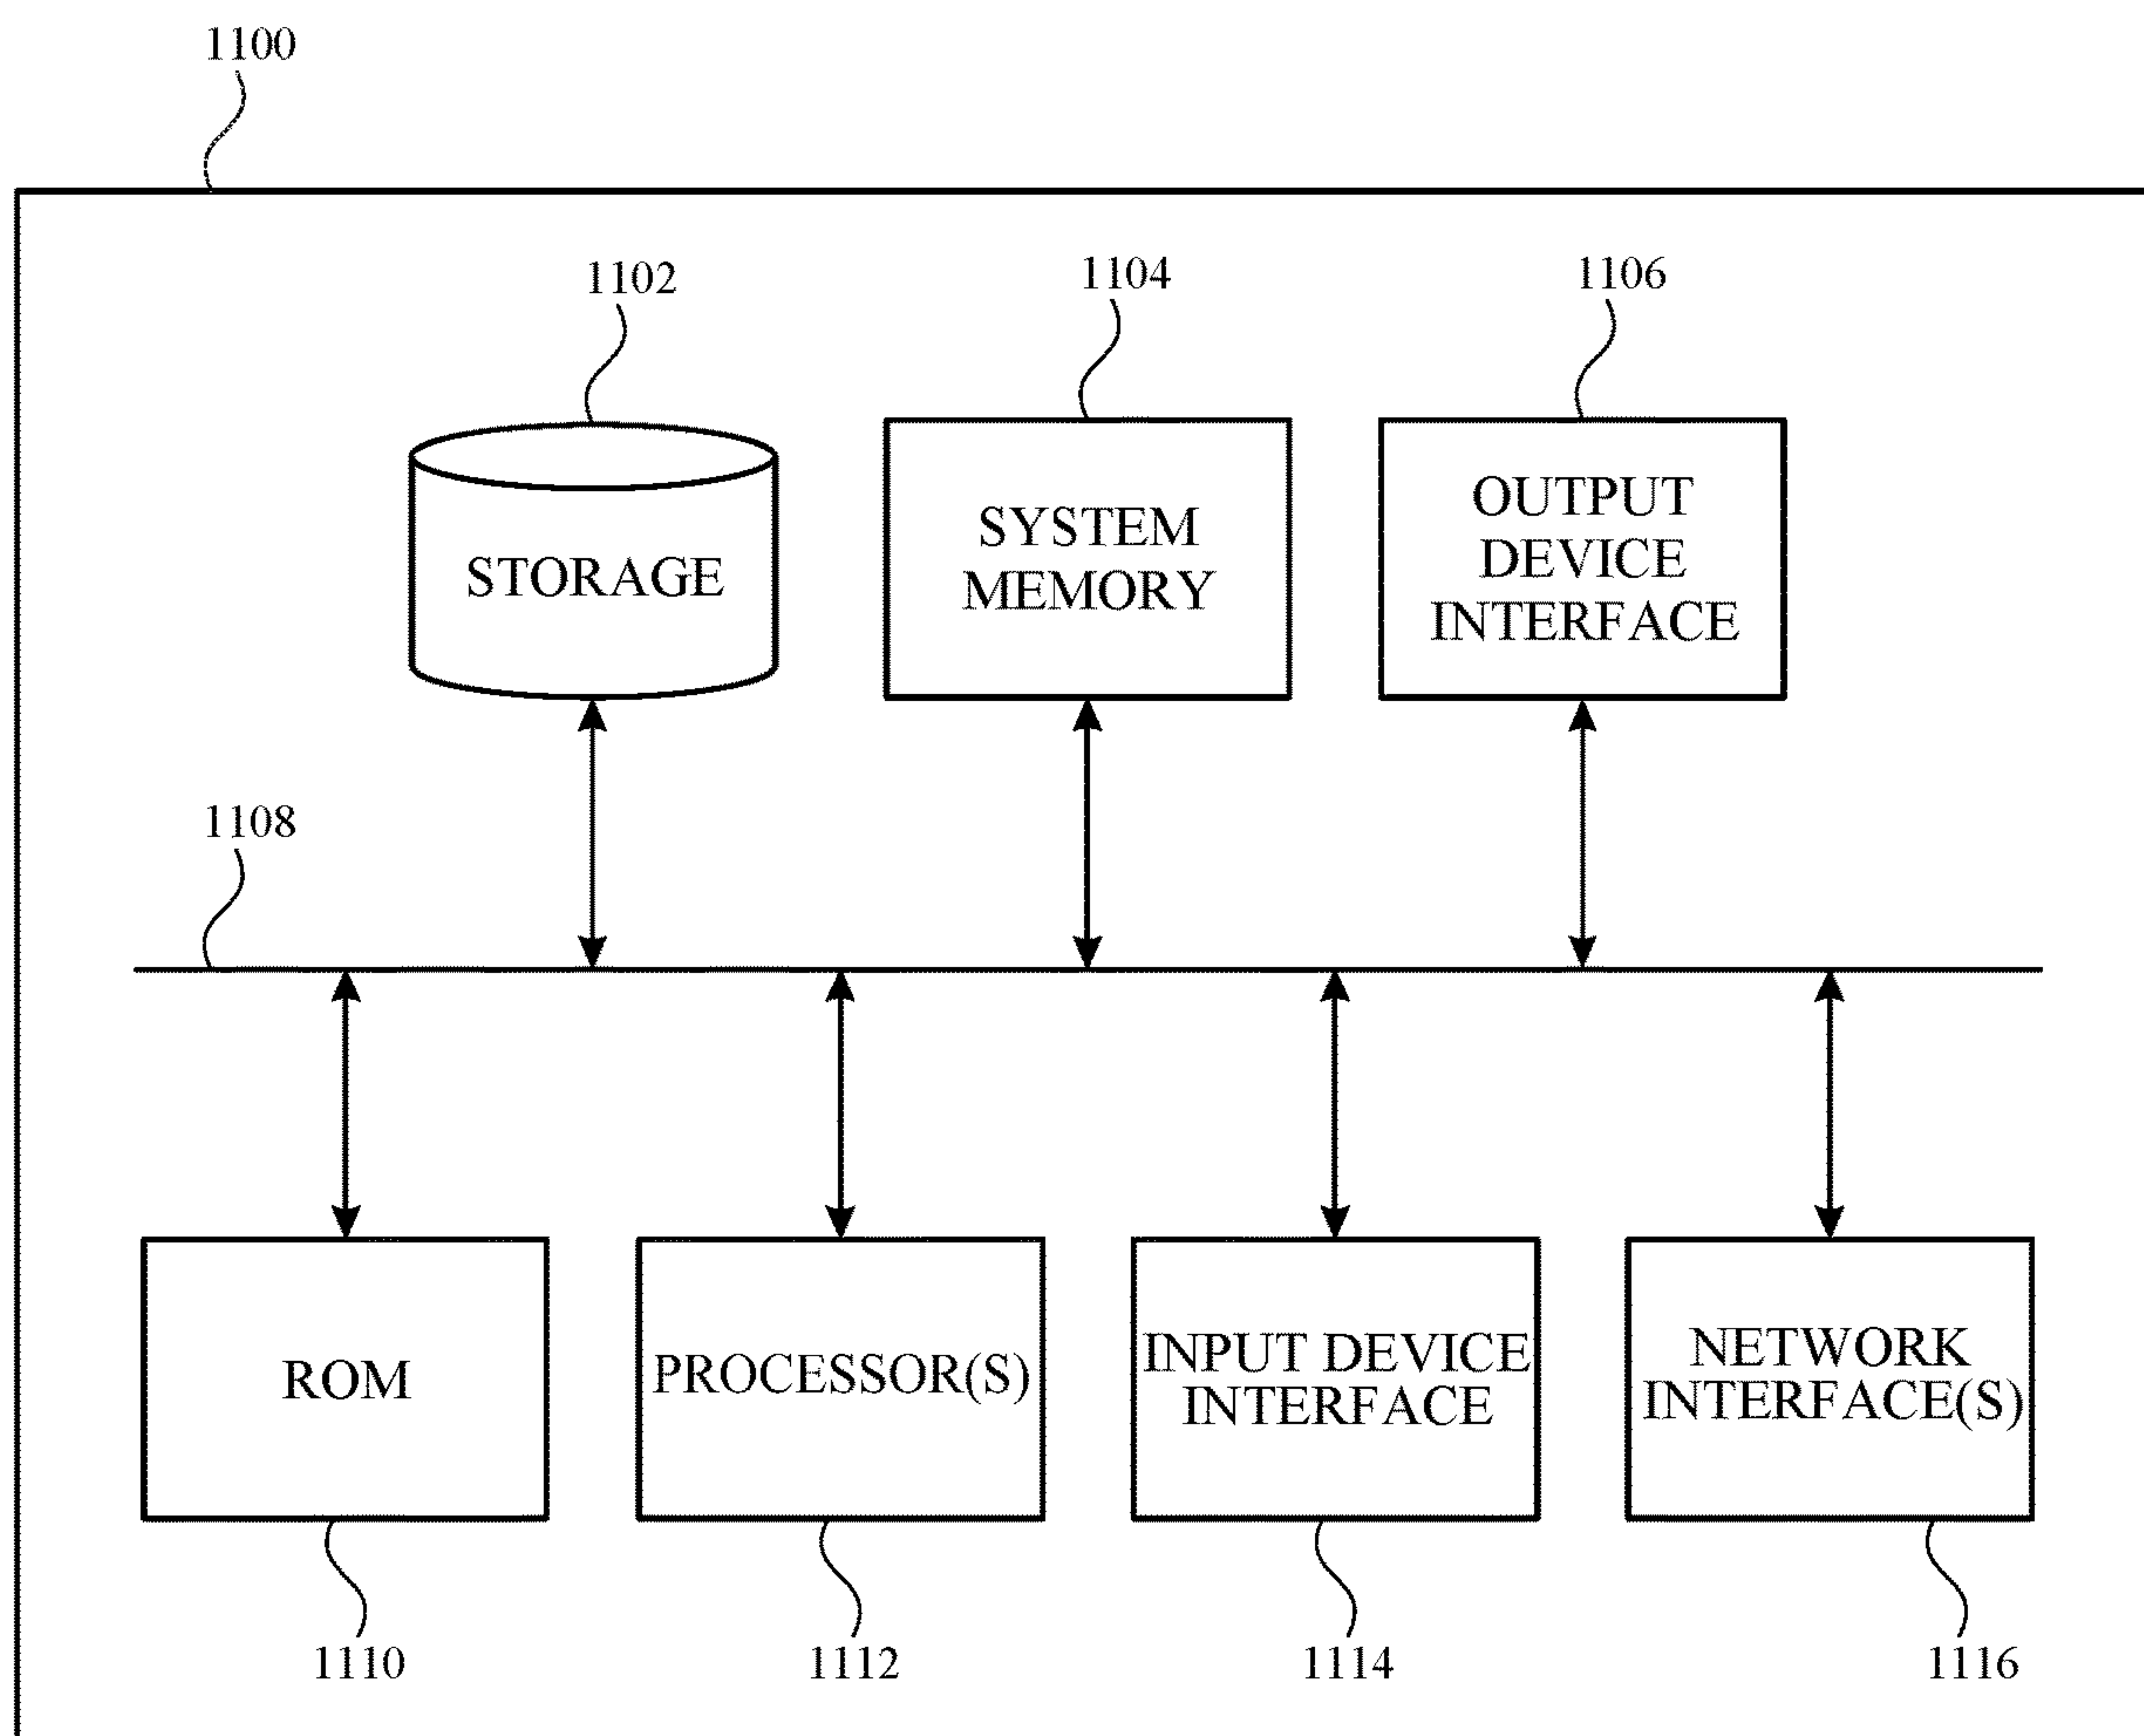 1100
1102
1104
1106
STORAGE
SYSTEM
MEMORY
OUTPUT
DEVICE
INTERFACE
1108
ROM
PROCESSOR(S)
INPUT DEVICE
INTERFACE
NETWORK
INTERFACE(S)
1110
1112
1114
1116